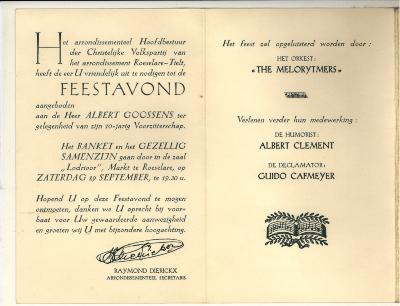 Het arrondissementeel Hoofdbestuur
der Christelijke Volkspartij van
het arrondissement Roeselare-Tielt,
heeft de eer U vriendelijk uit te nodigen tot de
FEESTAVOND
aangeboden
aan de Heer ALBERT GOOSSENS ter
gelegenheid van zijn 10-jarig Voorzitterschap.
Het BANKET en het GEZELLIG
SAMENZIJN gaan door in de zaal
"Lodrioor", Markt te Roeselare, op
ZATERDAG 29 SEPTEMBER, te 19.20 u.
Hopend U op deze Feestavond te mogen
ontmoeten, danken we U oprecht bij voor-
baat voor Uw gewaardeerde aanwezigheid
en groeten wij U met bijzondere hoogachting.
RAYMOND DIERICKX
ARRONDISSEMENTEEL SECRETARIS
Het feest zal opgeluisterd worden door :
HET ORKEST:
"THE MELORYTMERS"
Verlenen verder hun medewerking :
DE HUMORIST:
ALBERT CLEMENT
DE DECLAMATOR:
GUIDO CAFMEYER